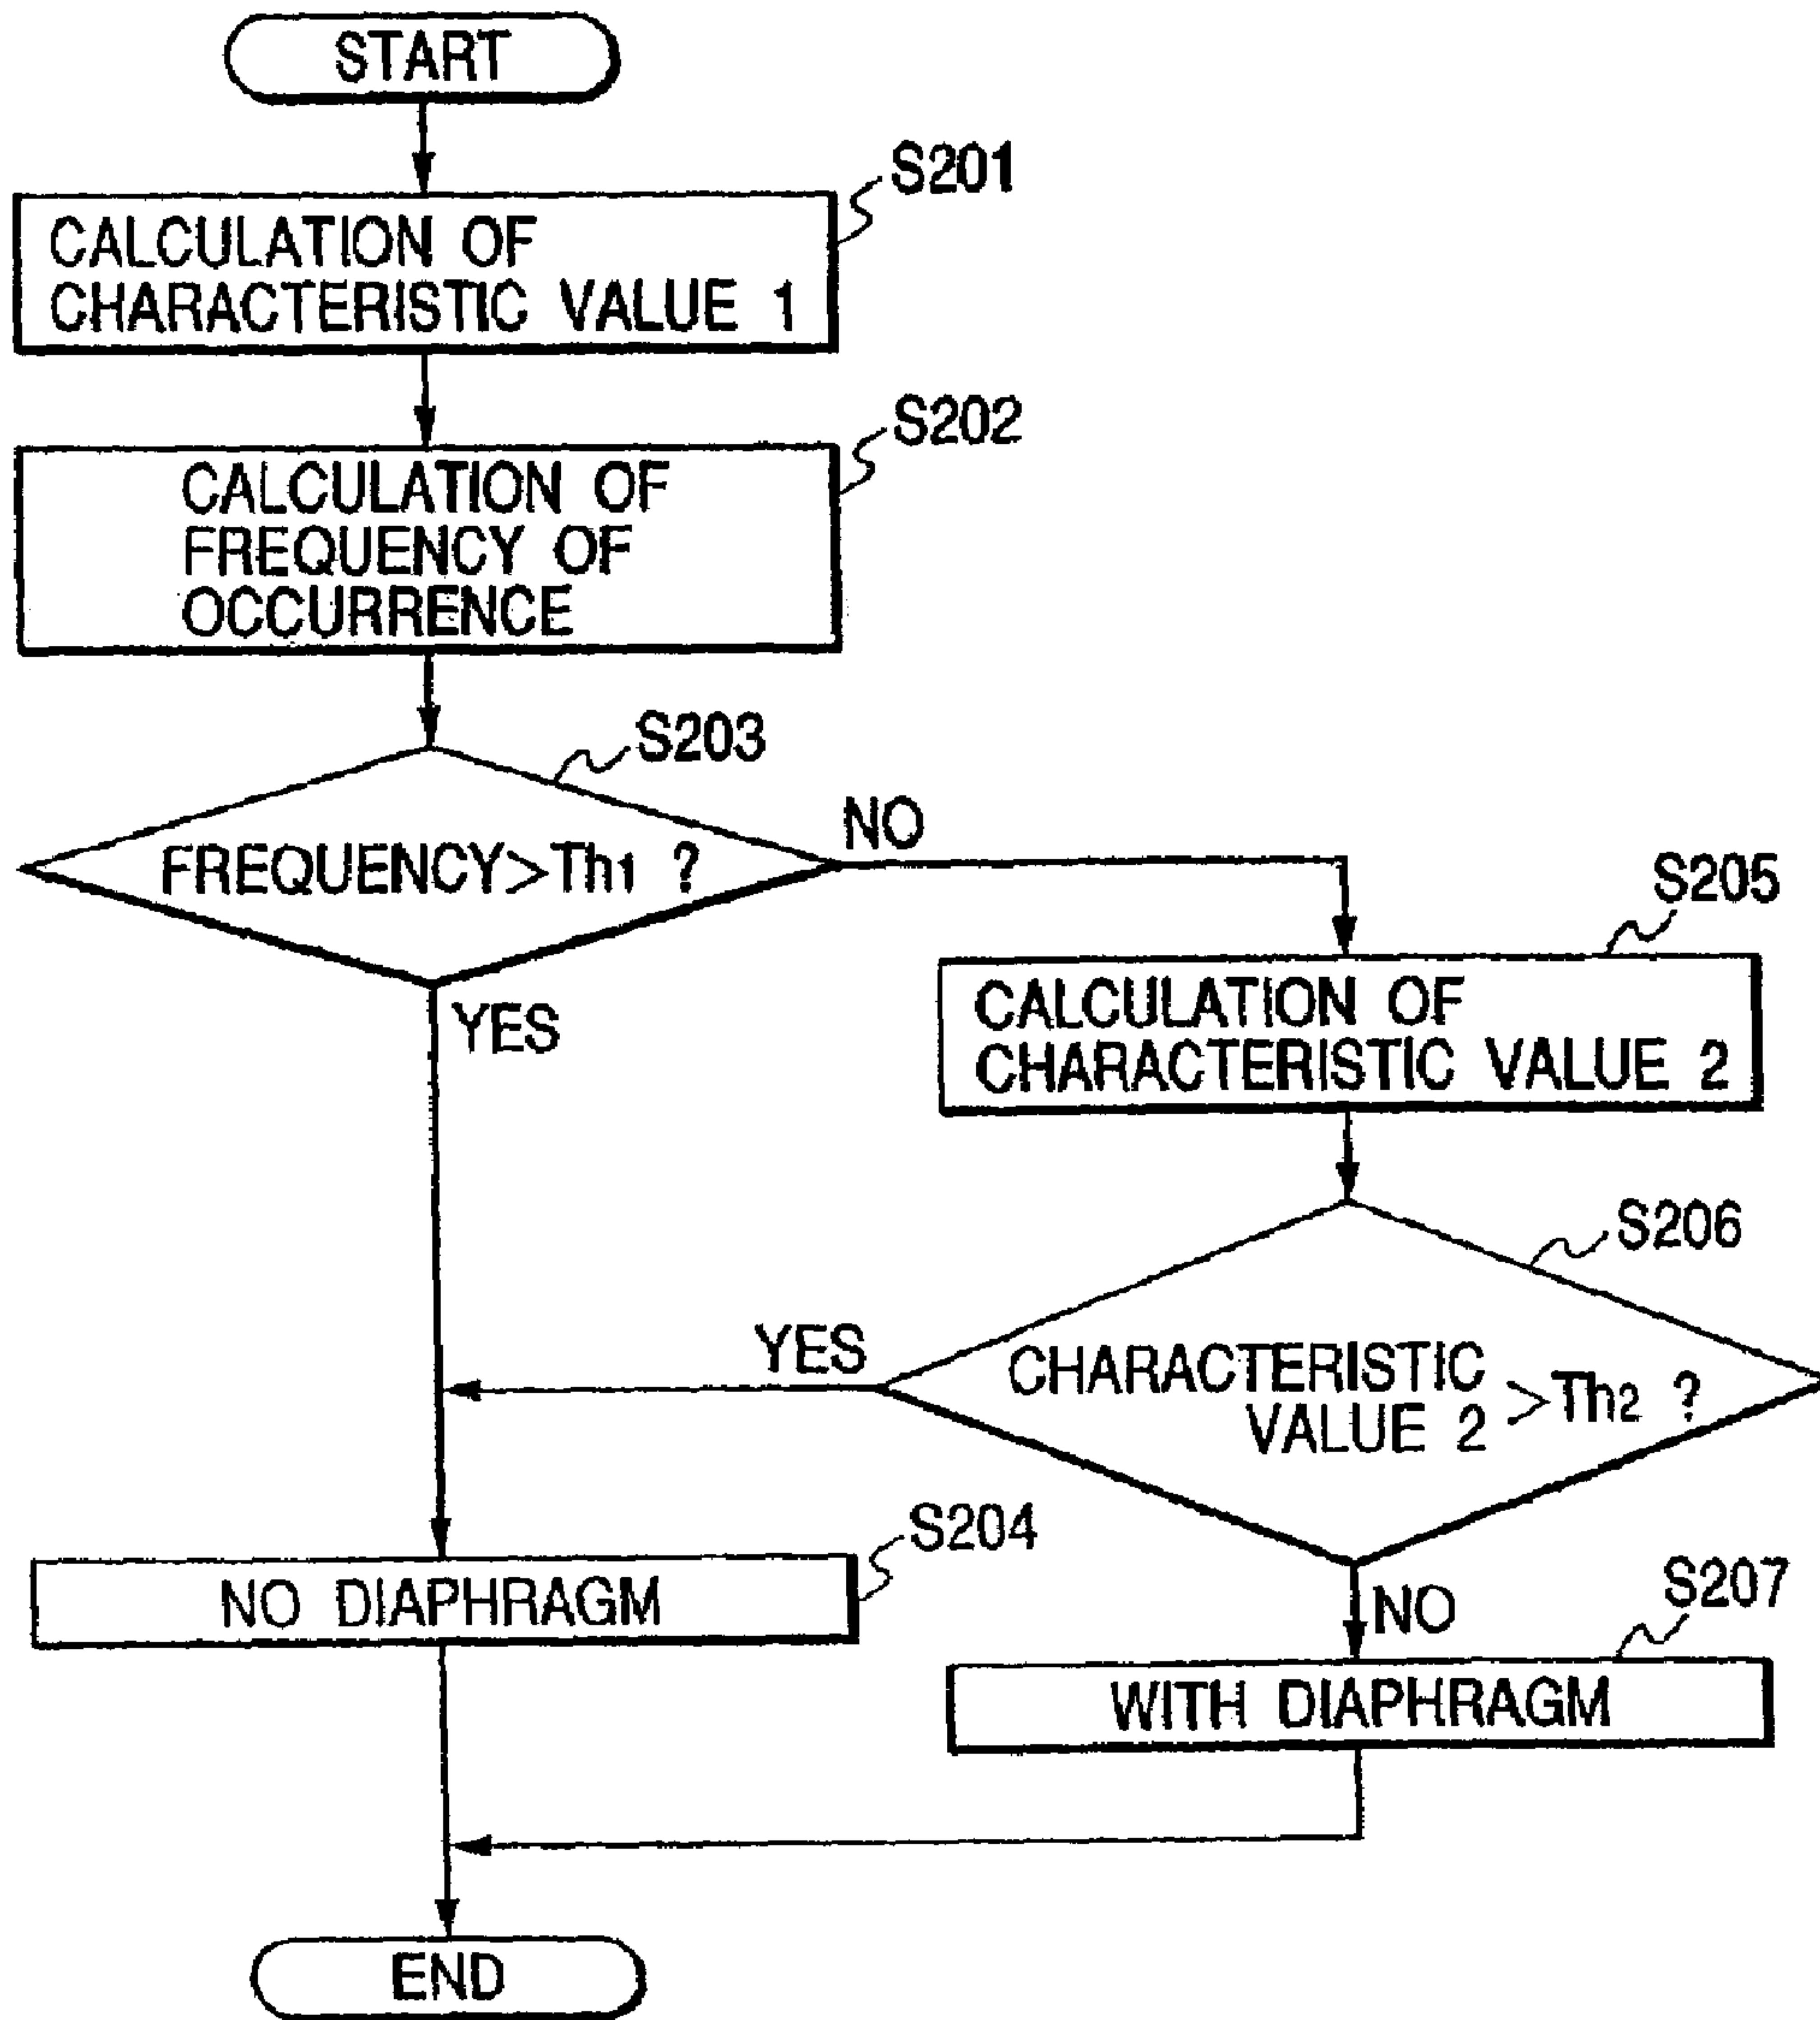 START
S201
CALCULATION OF
CHARACTERISTIC VALUE 1
S202
CALCULATION OF
FREQUENCY OF
OCCURRENCE
S203
FREQUENCY>Th1 ?
NO
YES
S205
CALCULATION OF
CHARACTERISTIC VALUE 2
S206
CHARACTERISTIC
VALUE 2 >Th2 ?
YES
NO
S204
NO DIAPHRAGM
S207
WITH DIAPHRAGM
END